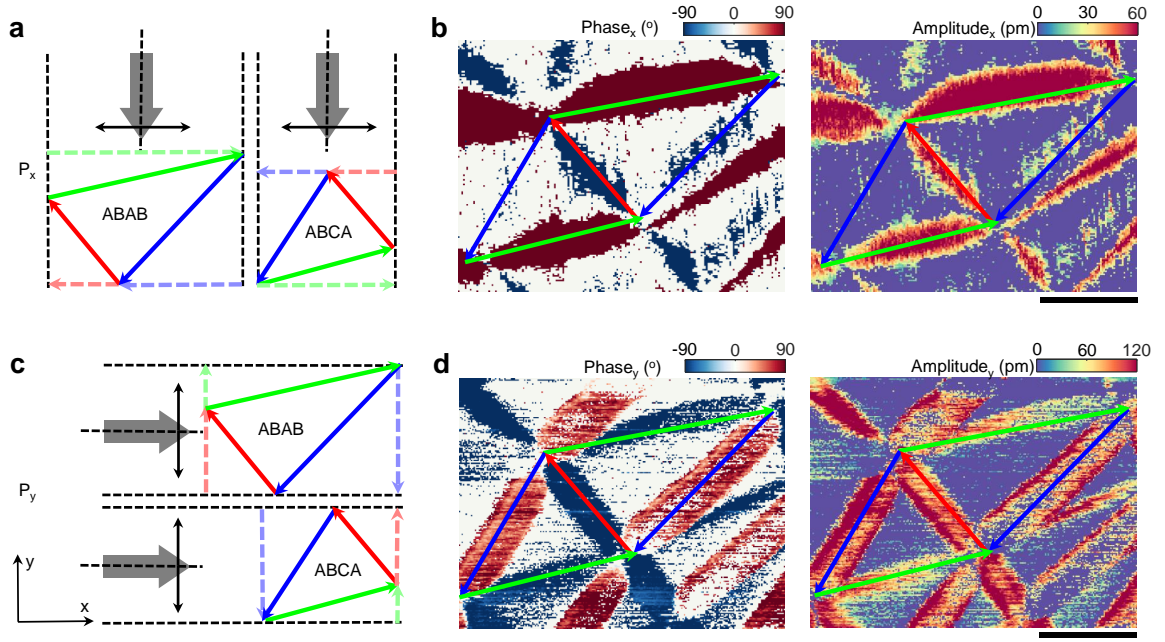 a
P_x
ABAB
ABCA
b
Phase_x (°)
-90 0 90
Amplitude_x (pm)
0 30 60
c
P_y
ABAB
ABCA
y
x
d
Phase_y (°)
-90 0 90
Amplitude_y (pm)
0 60 120